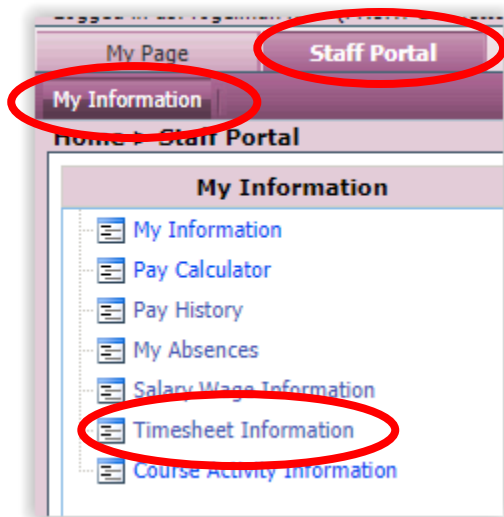 My Page Staff Portal
My Information
Home > Staff Portal
My Information
My Information
Pay Calculator
Pay History
My Absences
Salary Wage Information
Timesheet Information
Course Activity Information